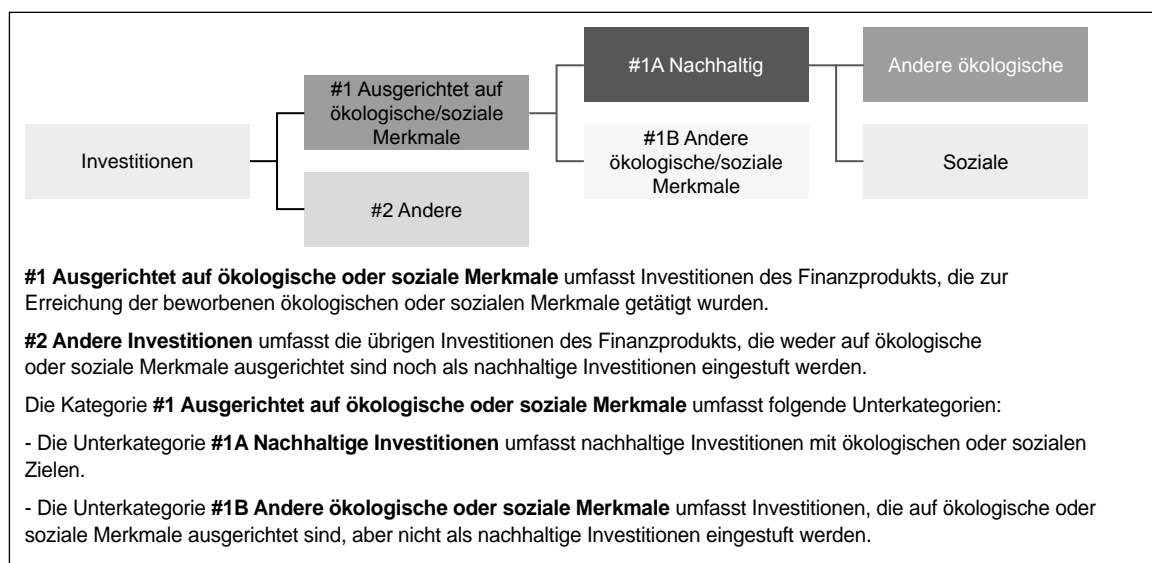 Investitionen
#1 Ausgerichtet auf
ökologische/soziale
Merkmale
#2 Andere
#1A Nachhaltig
#1B Andere
ökologische/soziale
Merkmale
Andere ökologische
Soziale
#1 Ausgerichtet auf ökologische oder soziale Merkmale umfasst Investitionen des Finanzprodukts, die zur
Erreichung der beworbenen ökologischen oder sozialen Merkmale getätigt wurden.
#2 Andere Investitionen umfasst die übrigen Investitionen des Finanzprodukts, die weder auf ökologische
oder soziale Merkmale ausgerichtet sind noch als nachhaltige Investitionen eingestuft werden.
Die Kategorie #1 Ausgerichtet auf ökologische oder soziale Merkmale umfasst folgende Unterkategorien:
- Die Unterkategorie #1A Nachhaltige Investitionen umfasst nachhaltige Investitionen mit ökologischen oder sozialen
Zielen.
- Die Unterkategorie #1B Andere ökologische oder soziale Merkmale umfasst Investitionen, die auf ökologische oder
soziale Merkmale ausgerichtet sind, aber nicht als nachhaltige Investitionen eingestuft werden.